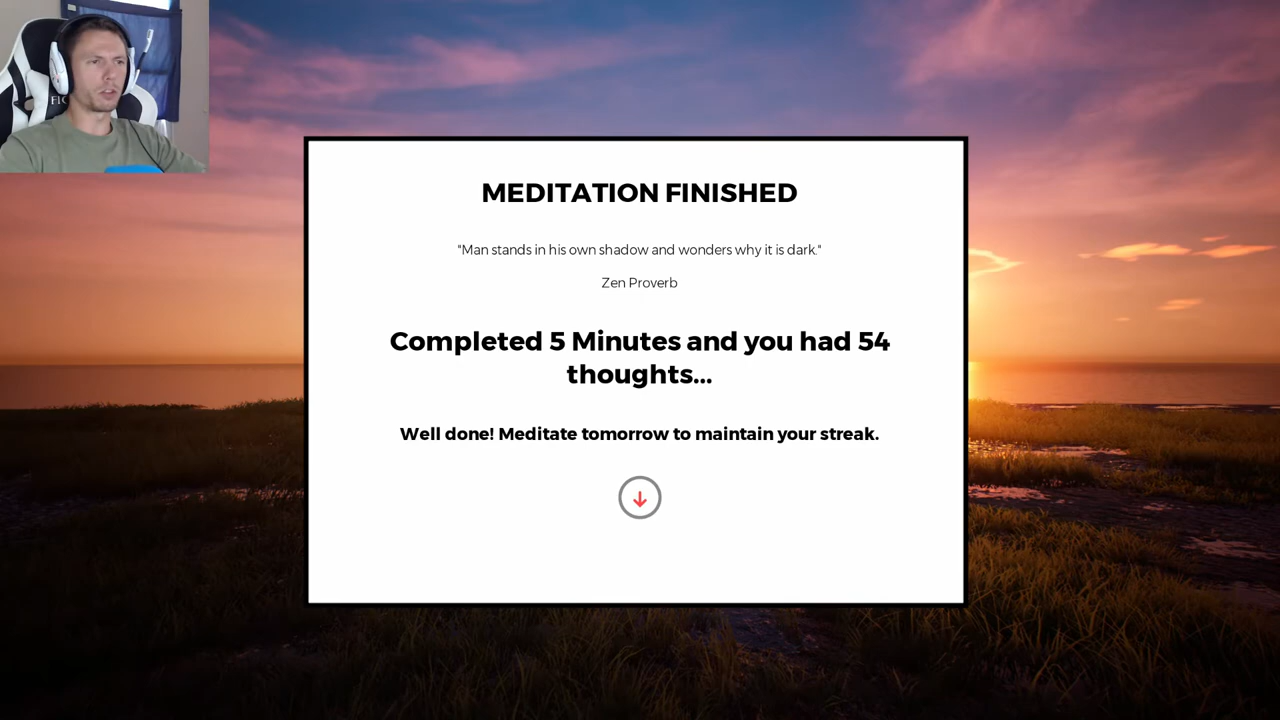 MEDITATION FINISHED
"Man stands in his own shadow and wonders why it is dark."
Zen Proverb
Completed 5 Minutes and you had 54
thoughts...
Well done! Meditate tomorrow to maintain your streak.